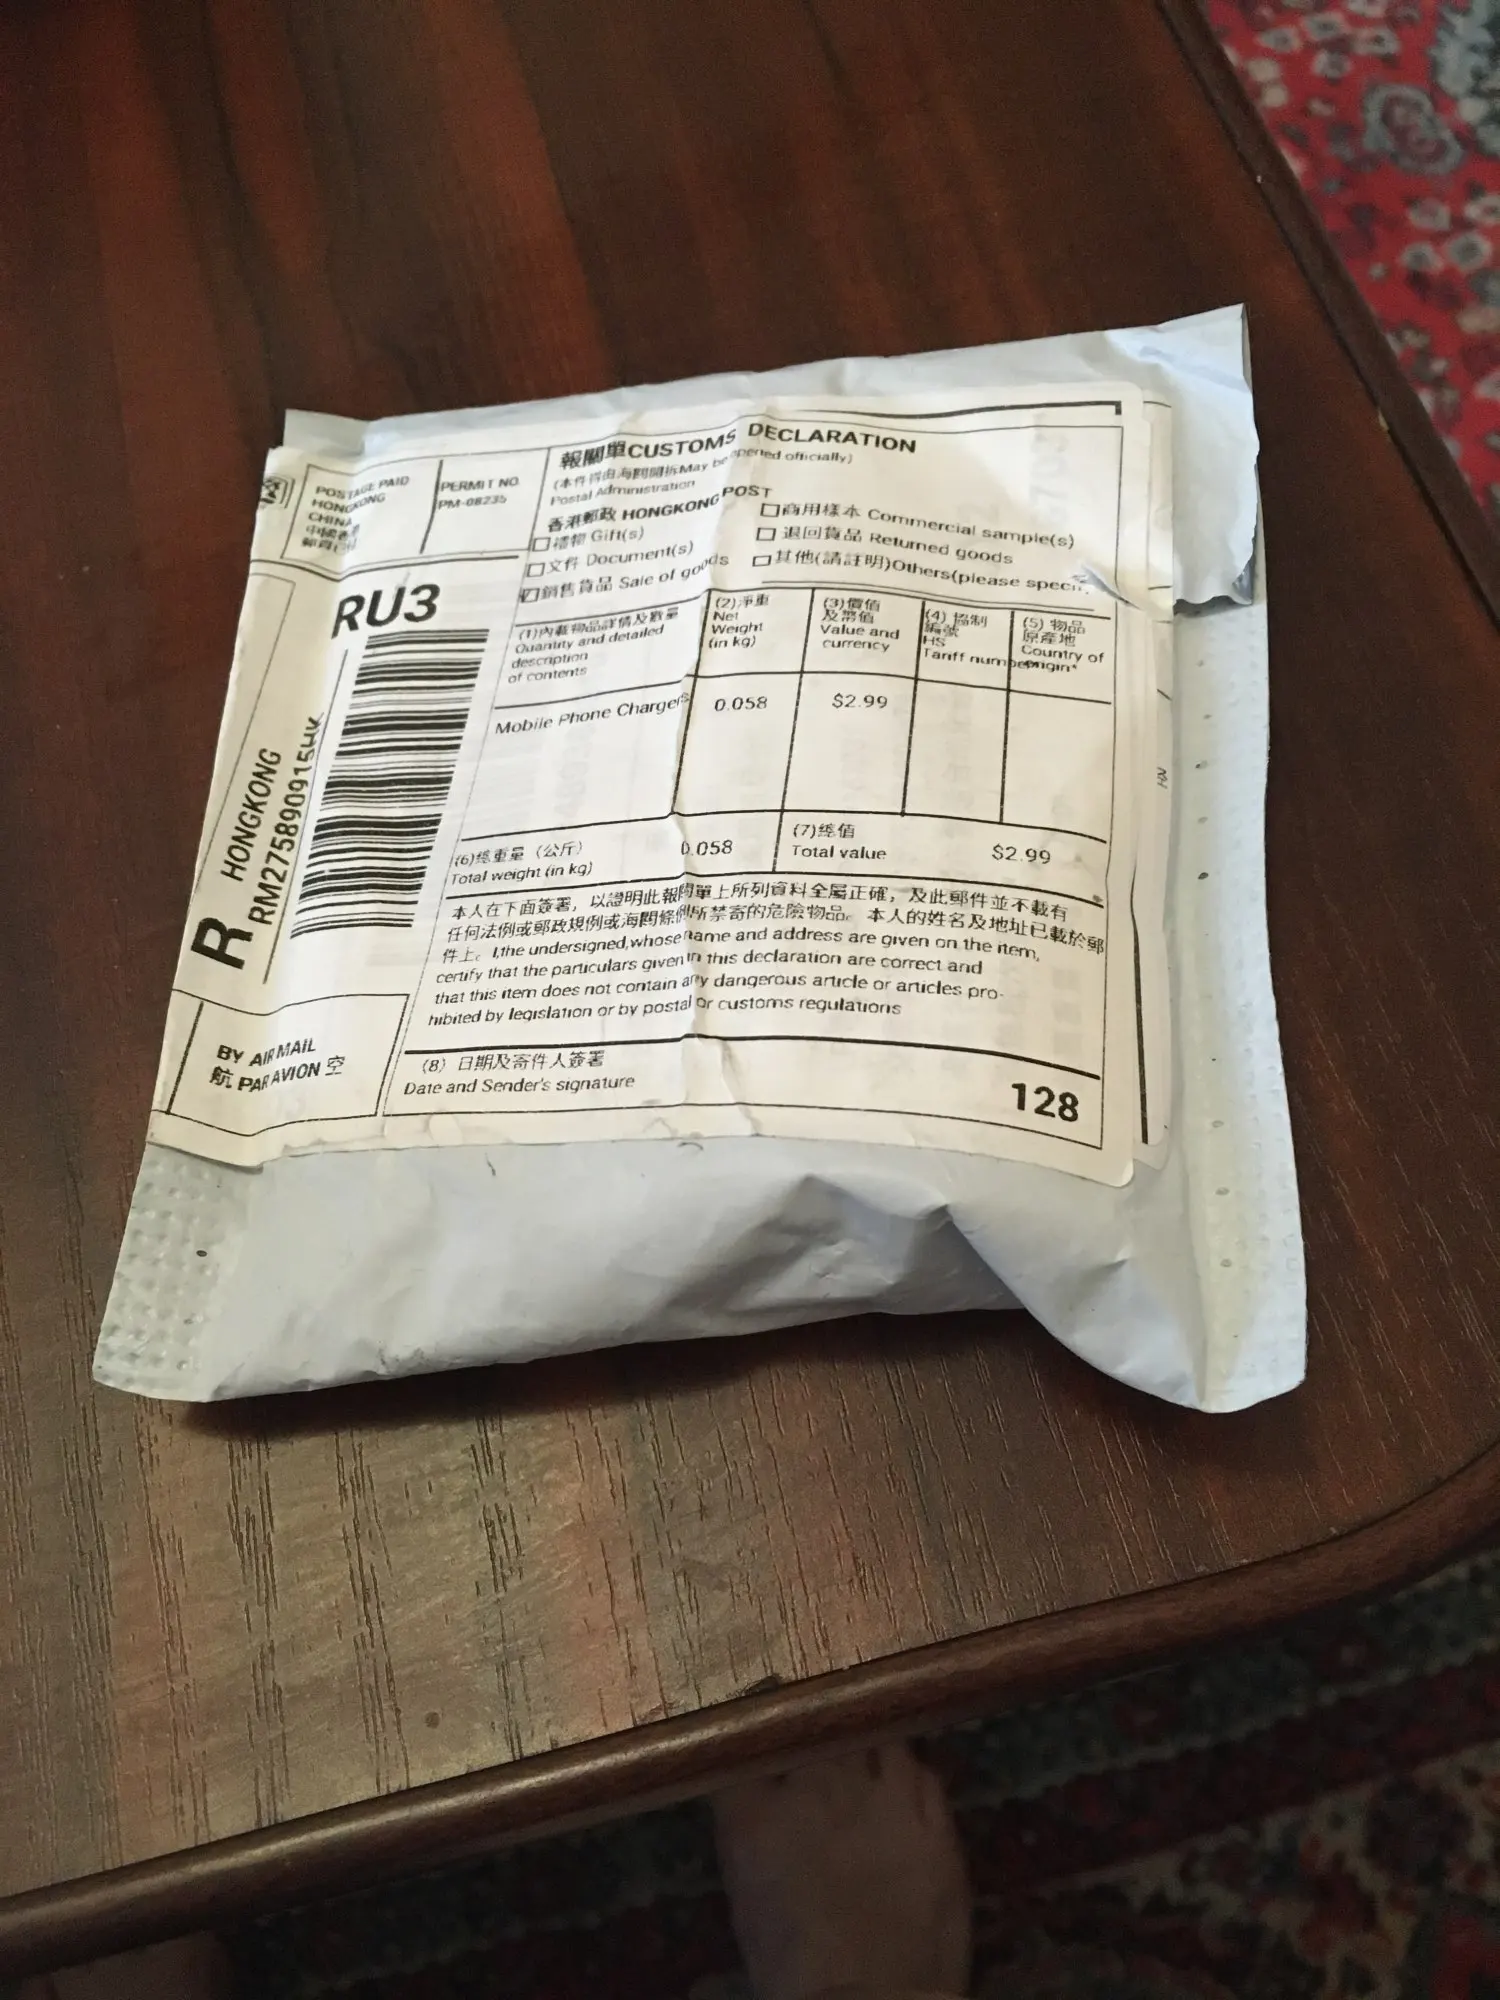 POSTAGE PAID
HONGKONG
CHINA
PERMIT NO.
PM-08235
報關單CUSTOMS DECLARATION
(本件得由海關開拆May be opened officially)
Postal Administration
香港郵政 HONGKONG POST
禮物 Gift(s)
文件 Document(s)
銷售貨品 Sale of goods
商用樣本 Commercial sample(s)
退回貨品 Returned goods
其他(請註明)Others(please speci
RU3
HONGKONG
R RM275890915HK
(1)內載物品詳情及數量
Quantity and detailed
description
of contents
(2)淨重
Net
Weight
(in kg)
(3)價值
及幣值
Value and
currency
(4) 協制
編號
HS
Tariff number
(5) 物品
原產地
Country of
origin*
Mobile Phone Chargers
0.058
$2.99
(6)總重量（公斤）
Total weight (in kg)
0.058
(7)總值
Total value
$2.99
本人在下面簽署，以證明此報關單上所列資料全屬正確，及此郵件並不載有
任何法例或郵政規例或海關條例所禁寄的危險物品。本人的姓名及地址已載於郵
件上。I,the undersigned,whose name and address are given on the item,
certify that the particulars given in this declaration are correct and
that this item does not contain any dangerous article or articles pro-
hibited by legislation or by postal or customs regulations
BY AIR MAIL
航 PAR AVION 空
(8) 日期及寄件人簽署
Date and Sender's signature
128